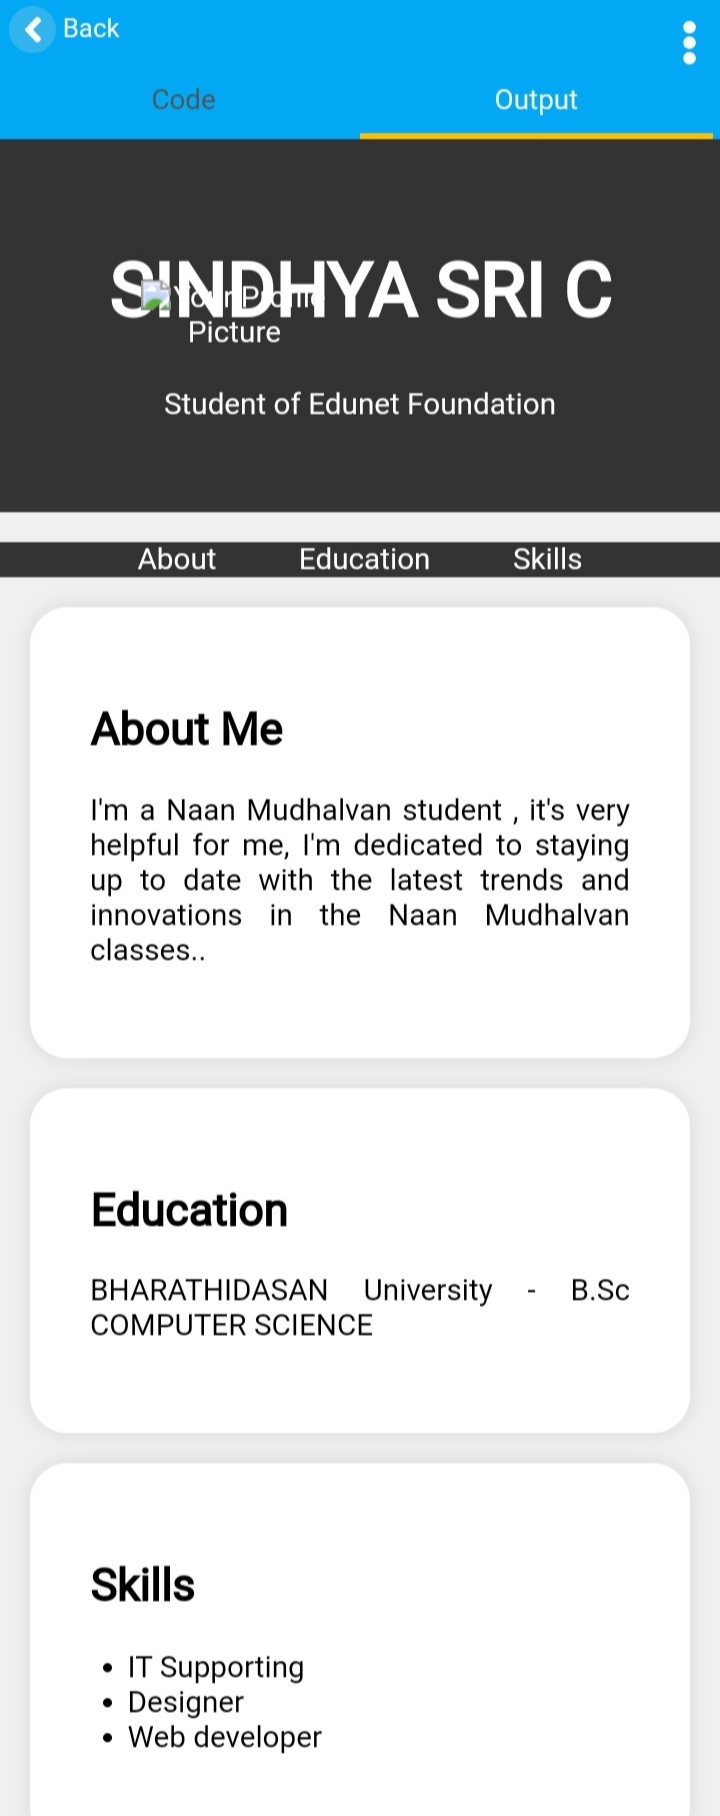 Back
Code Output
SINDHYA SRI C
Your Profile
Picture
Student of Edunet Foundation
About Education Skills
About Me
I'm a Naan Mudhalvan student , it's very
helpful for me, I'm dedicated to staying
up to date with the latest trends and
innovations in the Naan Mudhalvan
classes..
Education
BHARATHIDASAN University - B.Sc
COMPUTER SCIENCE
Skills
• IT Supporting
• Designer
• Web developer